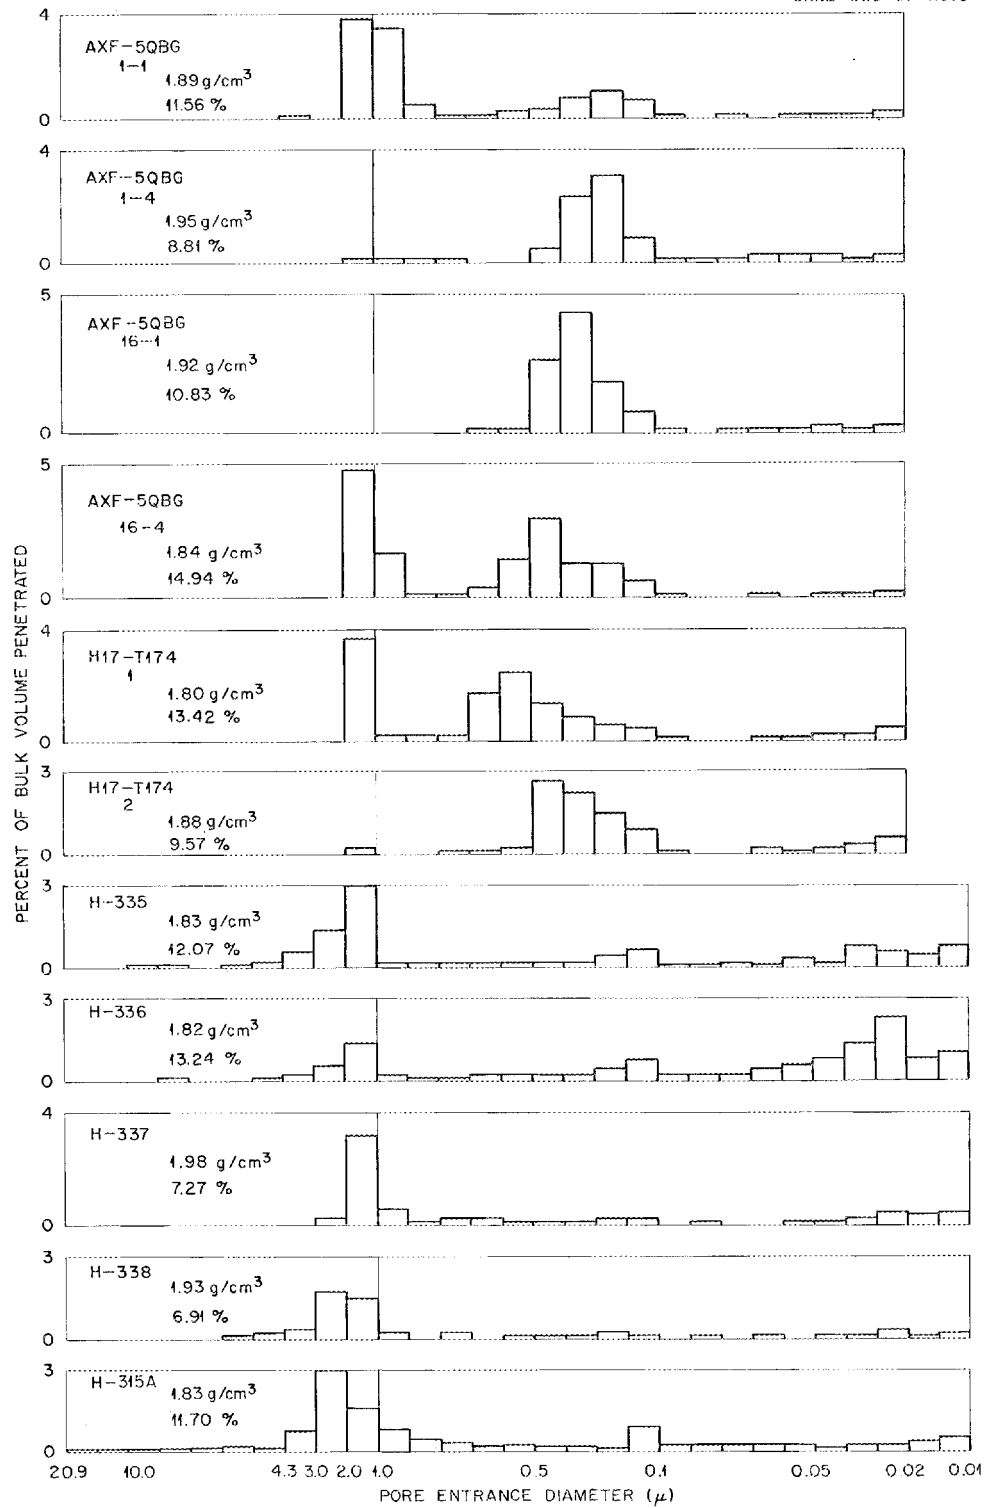 4
AXF-5QBG
1-1
1.89 g/cm³
11.56 %
0
4
AXF-5QBG
1-4
1.95 g/cm³
8.81 %
0
5
AXF-5QBG
16-1
1.92 g/cm³
10.83 %
0
5
AXF-5QBG
16-4
1.84 g/cm³
14.94 %
0
PERCENT OF BULK VOLUME PENETRATED
4
H17-T174
1
1.80 g/cm³
13.42 %
0
3
H17-T174
2
1.88 g/cm³
9.57 %
0
3
H-335
1.83 g/cm³
12.07 %
0
3
H-336
1.82 g/cm³
13.24 %
0
4
H-337
1.98 g/cm³
7.27 %
0
3
H-338
1.93 g/cm³
6.91 %
0
3
H-315A
1.83 g/cm³
11.70 %
0
20.9 10.0 4.3 3.0 2.0 1.0 0.5 0.1 0.05 0.02 0.01
PORE ENTRANCE DIAMETER (μ)